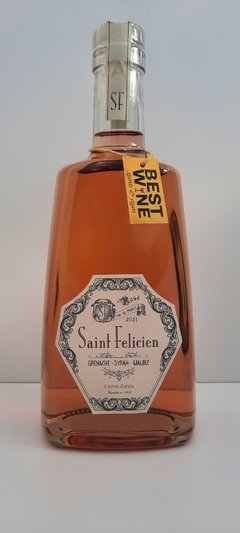 SF
BEST
WINE
Rosé
2021
Saint Felicien
GRENACHE - SYRAH - MALBEC
CATENA ZAPATA